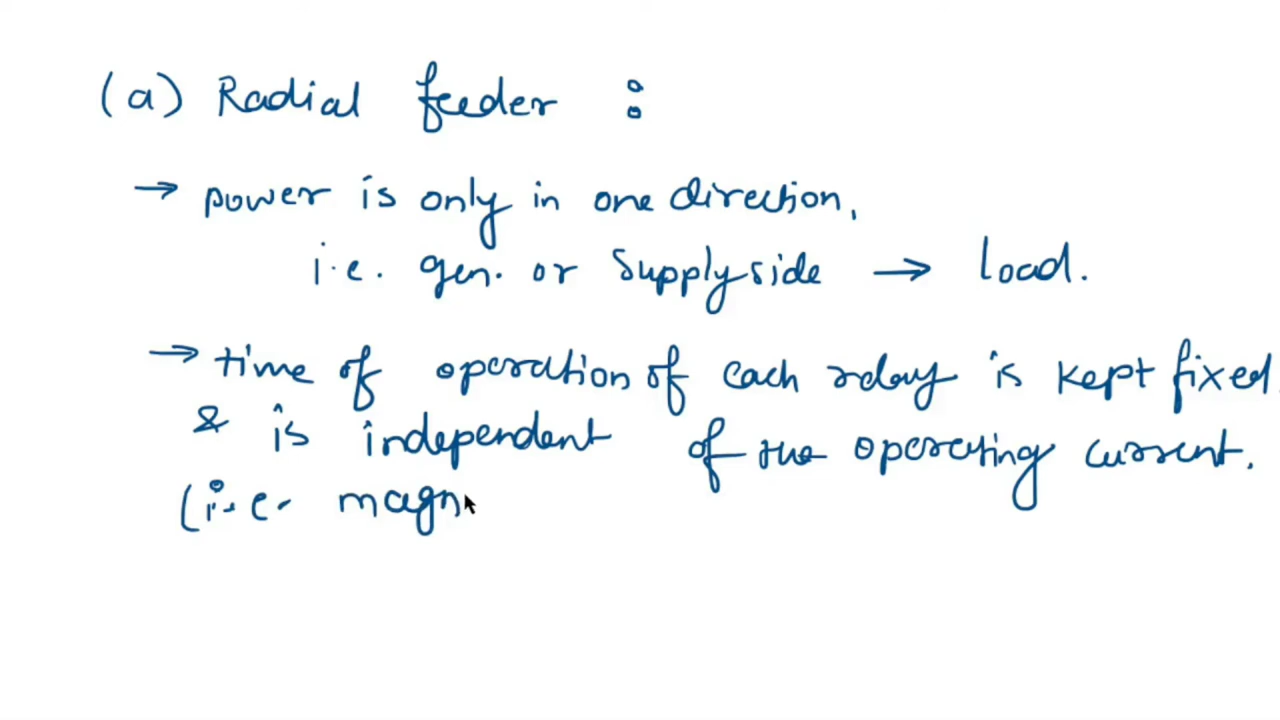 (a) Radial feeder :
→ power is only in one direction,
i.e. gen. or supply side → load.
→ time of operation of each relay is kept fixed
& is independent of the operating current.
(i.e. magn